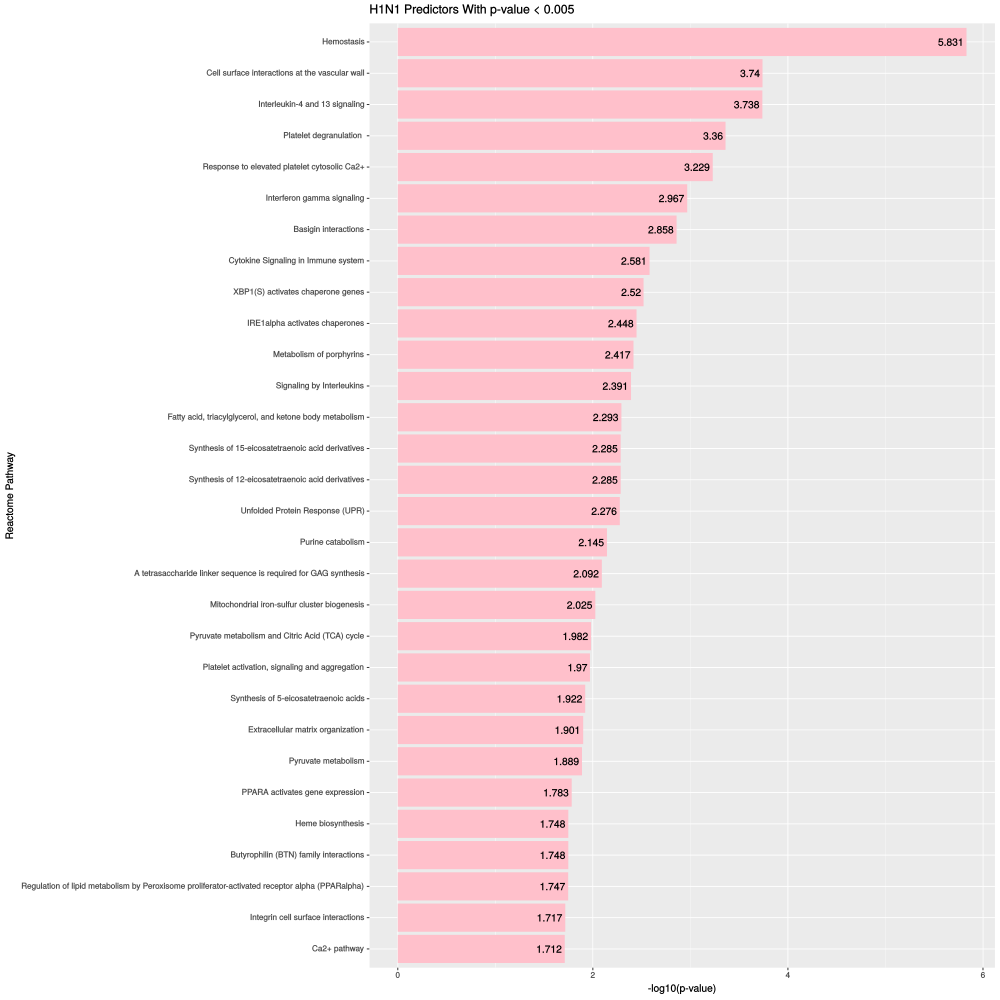 H1N1 Predictors With p-value < 0.005
Reactome Pathway
Hemostasis 5.831
Cell surface interactions at the vascular wall 3.74
Interleukin-4 and 13 signaling 3.738
Platelet degranulation 3.36
Response to elevated platelet cytosolic Ca2+ 3.229
Interferon gamma signaling 2.967
Basigin interactions 2.858
Cytokine Signaling in Immune system 2.581
XBP1(S) activates chaperone genes 2.52
IRE1alpha activates chaperones 2.448
Metabolism of porphyrins 2.417
Signaling by Interleukins 2.391
Fatty acid, triacylglycerol, and ketone body metabolism 2.293
Synthesis of 15-eicosatetraenoic acid derivatives 2.285
Synthesis of 12-eicosatetraenoic acid derivatives 2.285
Unfolded Protein Response (UPR) 2.276
Purine catabolism 2.145
A tetrasaccharide linker sequence is required for GAG synthesis 2.092
Mitochondrial iron-sulfur cluster biogenesis 2.025
Pyruvate metabolism and Citric Acid (TCA) cycle 1.982
Platelet activation, signaling and aggregation 1.97
Synthesis of 5-eicosatetraenoic acids 1.922
Extracellular matrix organization 1.901
Pyruvate metabolism 1.889
PPARA activates gene expression 1.783
Heme biosynthesis 1.748
Butyrophilin (BTN) family interactions 1.748
Regulation of lipid metabolism by Peroxisome proliferator-activated receptor alpha (PPARalpha) 1.747
Integrin cell surface interactions 1.717
Ca2+ pathway 1.712
0 2 4 6
-log10(p-value)